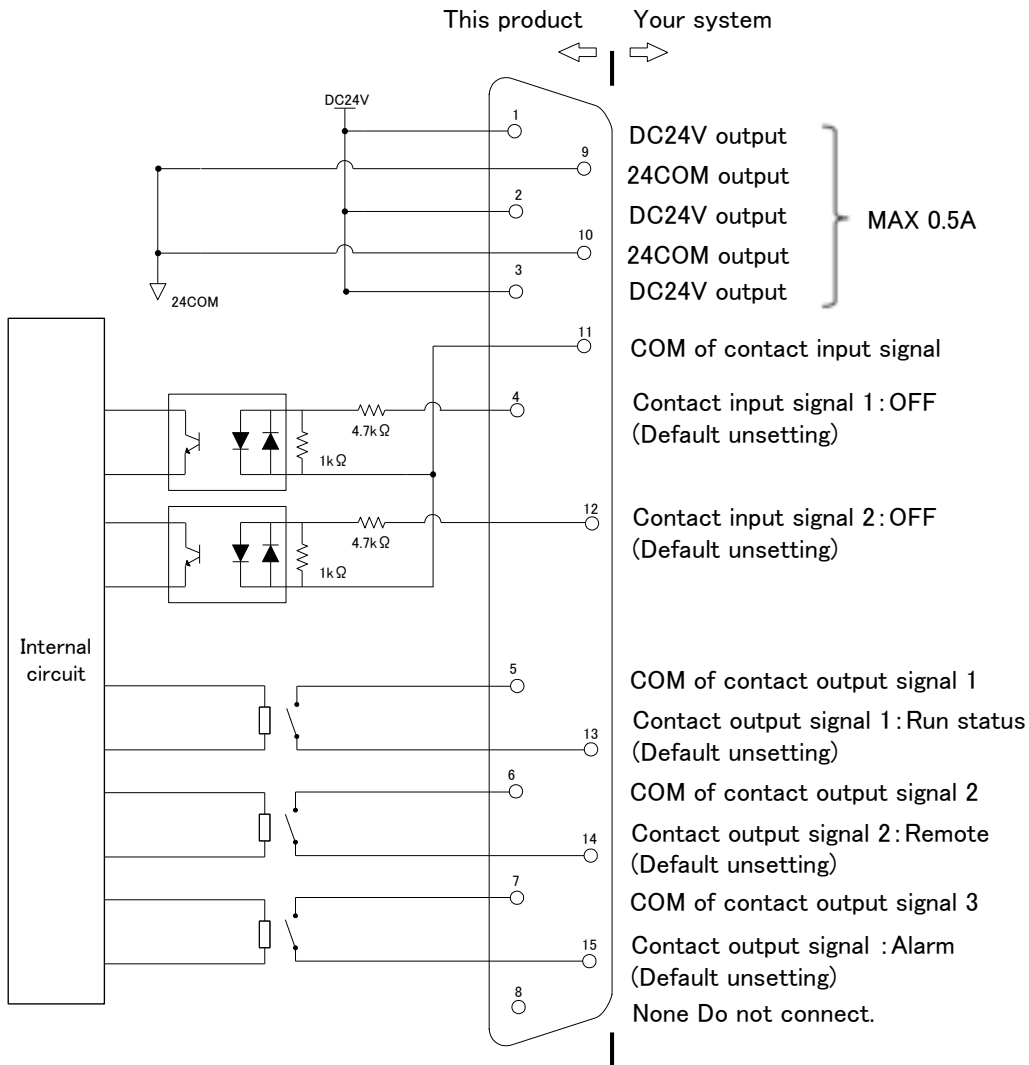 This product Your system
DC24V
1
DC24V output
9
24COM output
2
DC24V output
MAX 0.5A
10
24COM output
3
DC24V output
24COM
11
COM of contact input signal
4
Contact input signal 1:OFF
(Default unsetting)
4.7kΩ
1kΩ
12
Contact input signal 2:OFF
(Default unsetting)
4.7kΩ
1kΩ
Internal
circuit
5
COM of contact output signal 1
13
Contact output signal 1:Run status
(Default unsetting)
6
COM of contact output signal 2
14
Contact output signal 2:Remote
(Default unsetting)
7
COM of contact output signal 3
15
Contact output signal :Alarm
(Default unsetting)
8
None Do not connect.